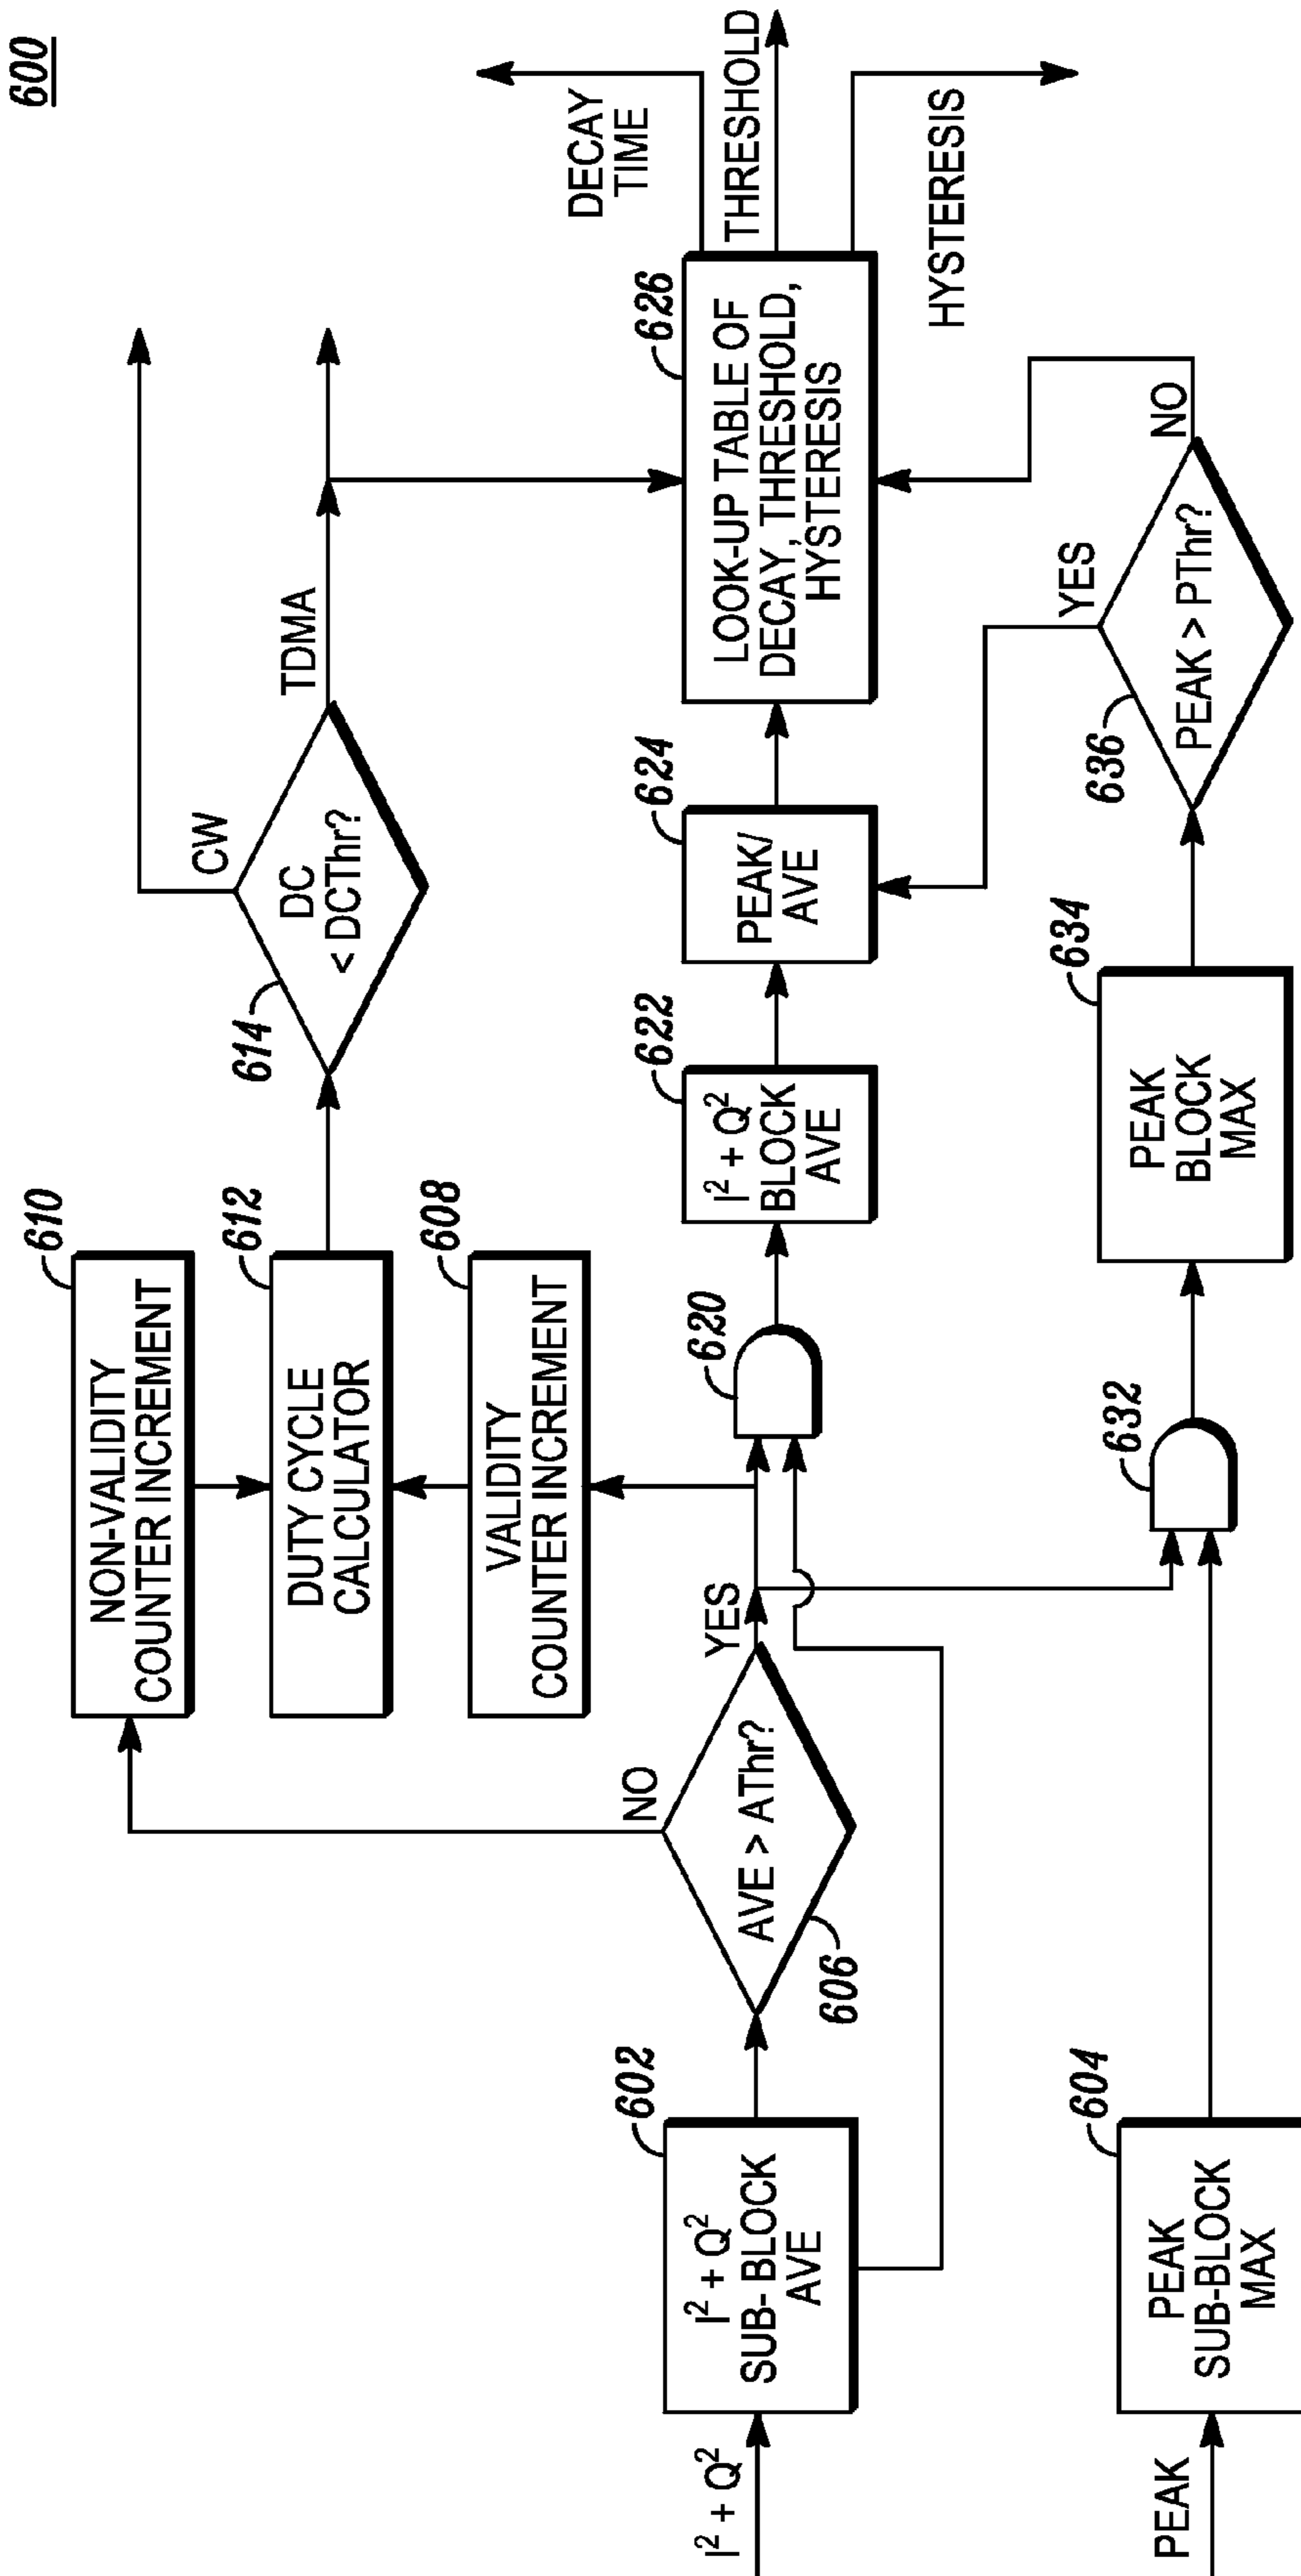 600
NON-VALIDITY
COUNTER INCREMENT
610
DUTY CYCLE
CALCULATOR
612
VALIDITY
COUNTER INCREMENT
608
DC
< DCThr?
614
CW
TDMA
I² + Q²
I² + Q²
SUB- BLOCK
AVE
602
AVE > AThr?
606
NO
YES
620
I² + Q²
BLOCK
AVE
622
PEAK/
AVE
624
LOOK-UP TABLE OF
DECAY, THRESHOLD,
HYSTERESIS
626
DECAY
TIME
THRESHOLD
HYSTERESIS
PEAK
PEAK
SUB-BLOCK
MAX
604
632
PEAK
BLOCK
MAX
634
PEAK > PThr?
636
YES
NO